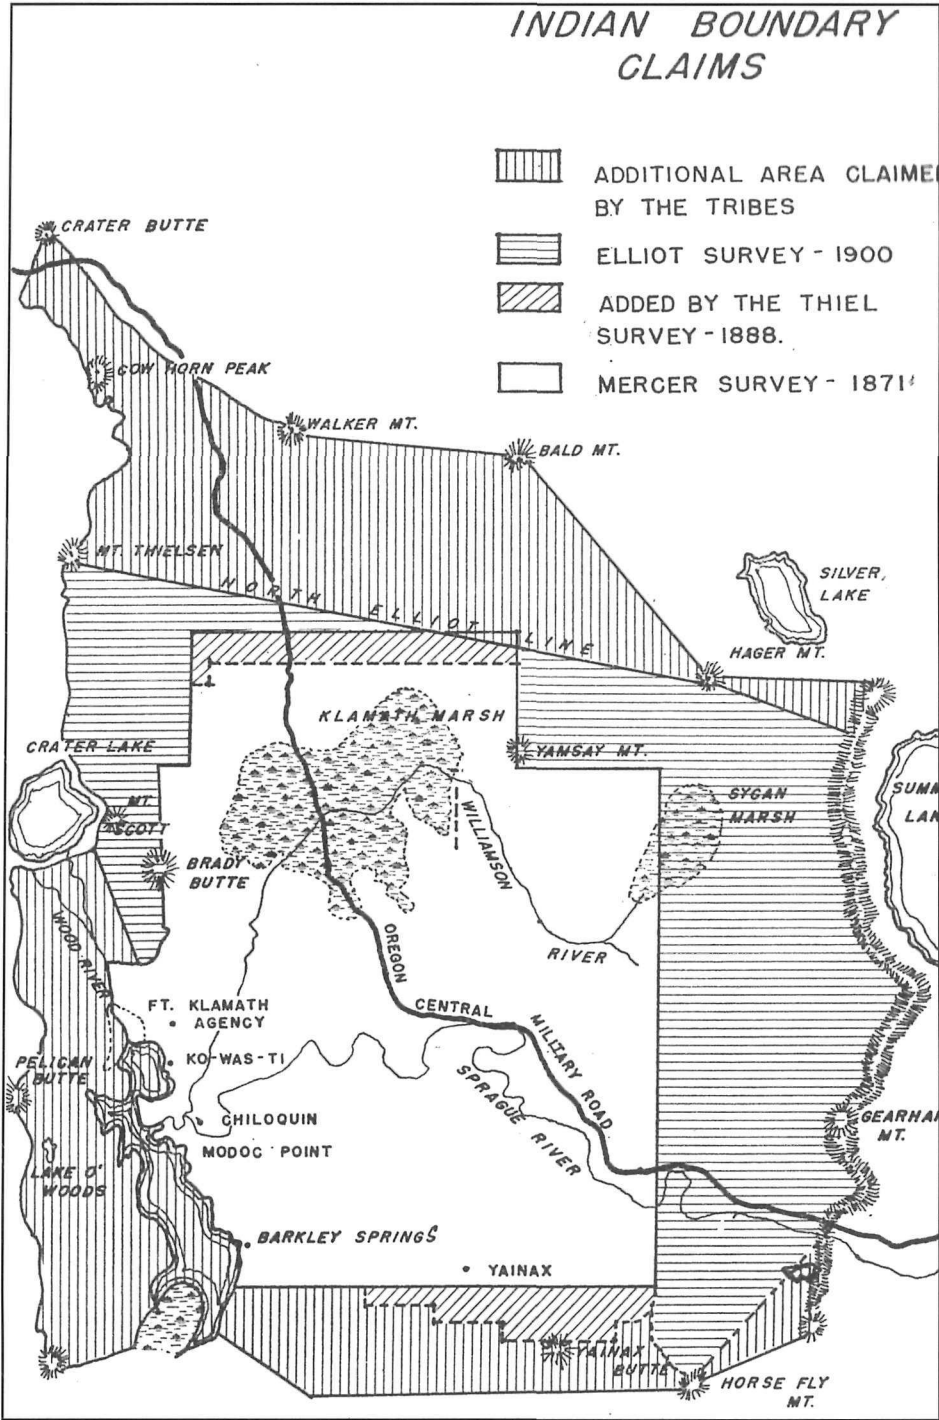 INDIAN BOUNDARY
CLAIMS
ADDITIONAL AREA CLAIMED
BY THE TRIBES
ELLIOT SURVEY - 1900
ADDED BY THE THIEL
SURVEY - 1888.
MERCER SURVEY - 1871
CRATER BUTTE
COW HORN PEAK
WALKER MT.
BALD MT.
MT. THIELSEN
NORTH ELLIOT LINE
SILVER
LAKE
HAGER MT.
KLAMATH MARSH
CRATER LAKE
YAMSAY MT.
MT.
SCOTT
SYCAN
MARSH
SUMM
LAK
BRADY
BUTTE
WILLIAMSON
RIVER
WOOD RIVER
OREGON
CENTRAL
MILITARY ROAD
FT. KLAMATH
AGENCY
KO-WAS-TI
PELICAN
BUTTE
SPRAGUE RIVER
CHILOQUIN
MODOC POINT
GEARHAR
MT.
LAKE O'
WOODS
BARKLEY SPRINGS
YAINAX
YAINAX
BUTTE
HORSE FLY
MT.